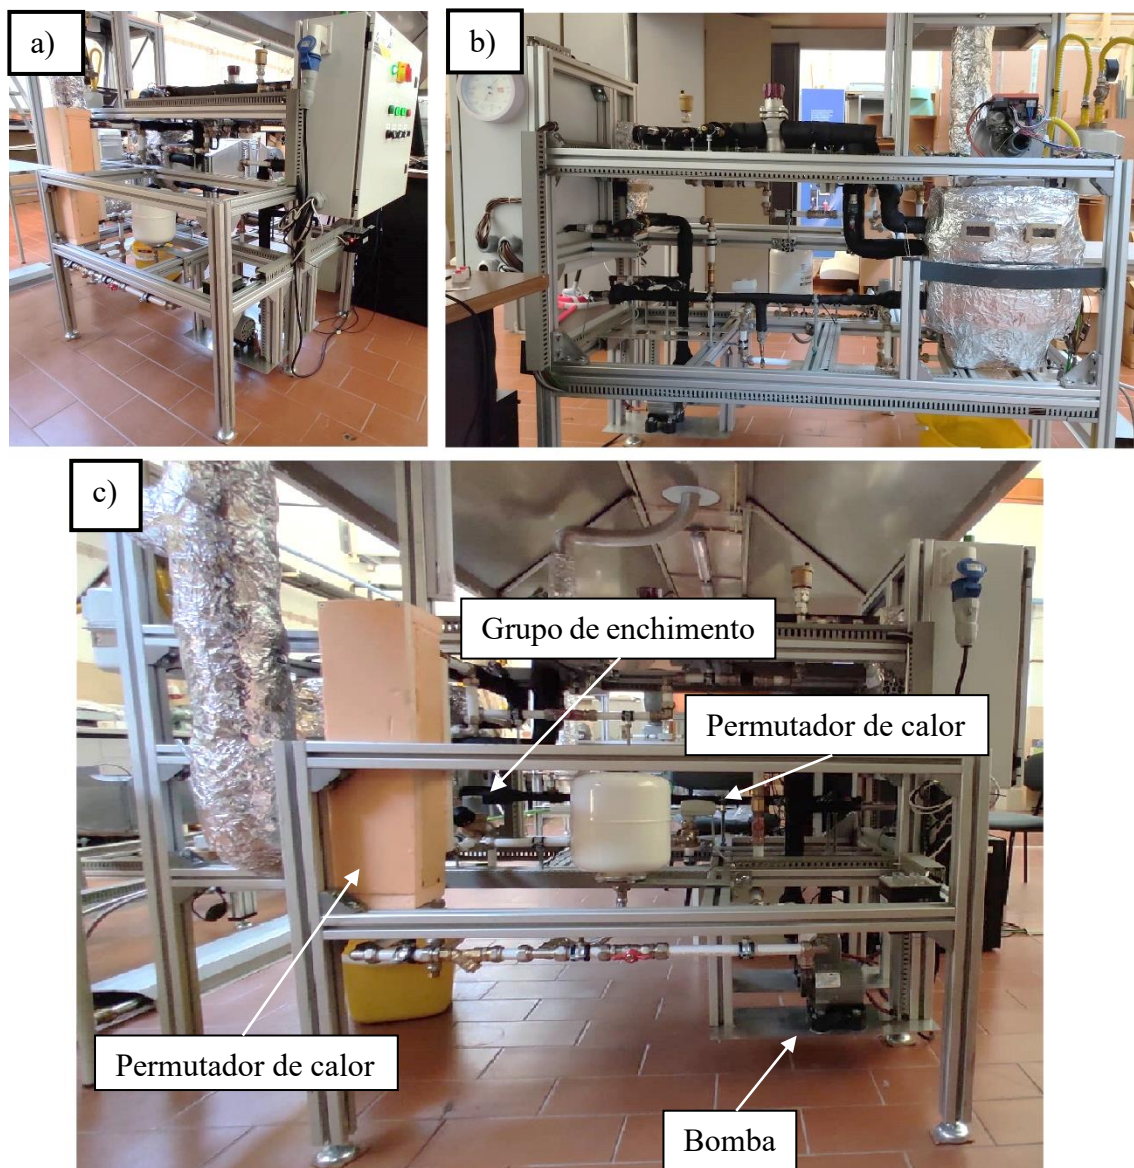 a)
b)
c)
Grupo de enchimento
Permutador de calor
Permutador de calor
Bomba